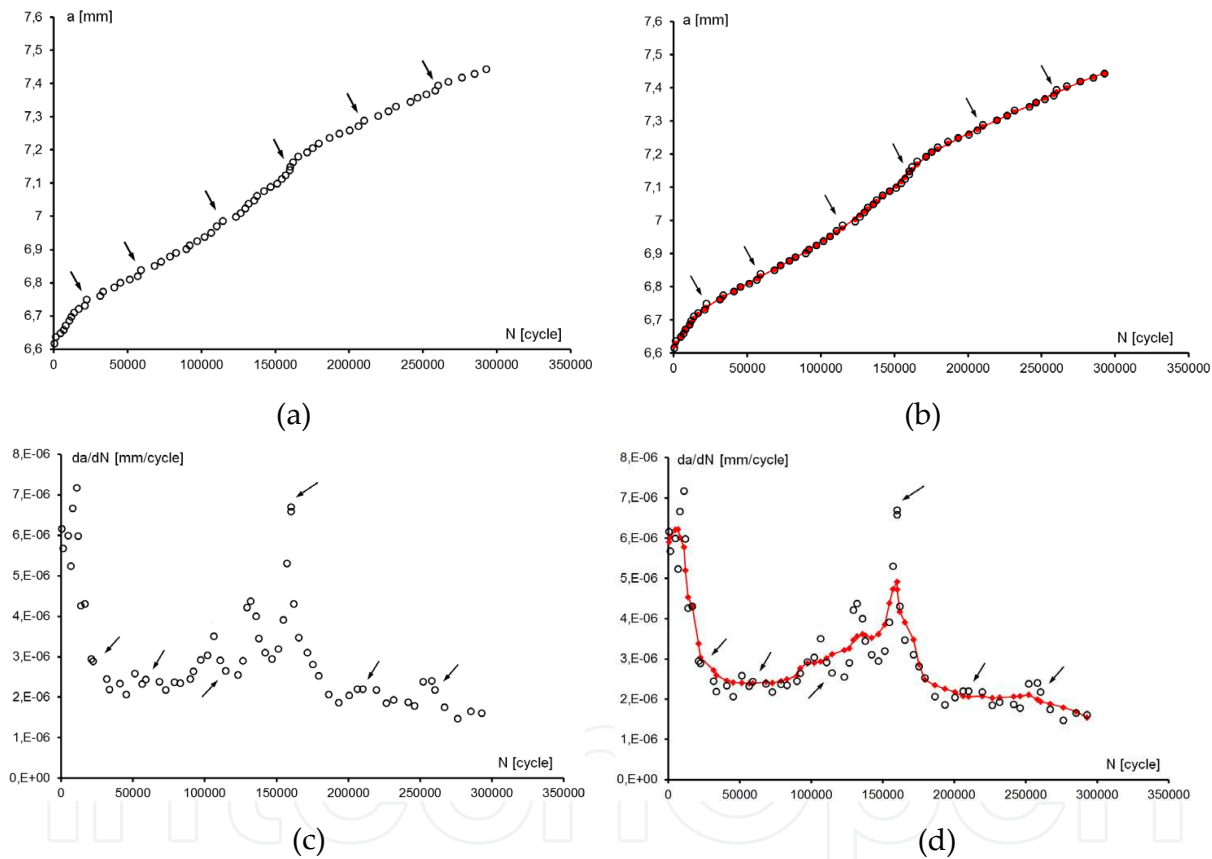 a [mm]
7,6
7,5
7,4
7,3
7,2
7,1
7
6,9
6,8
6,7
6,6
N [cycle]
0 50000 100000 150000 200000 250000 300000 350000
(a)
a [mm]
7,6
7,5
7,4
7,3
7,2
7,1
7
6,9
6,8
6,7
6,6
N [cycle]
0 50000 100000 150000 200000 250000 300000 350000
(b)
da/dN [mm/cycle]
8,E-06
7,E-06
6,E-06
5,E-06
4,E-06
3,E-06
2,E-06
1,E-06
0,E+00
N [cycle]
0 50000 100000 150000 200000 250000 300000 350000
(c)
da/dN [mm/cycle]
8,E-06
7,E-06
6,E-06
5,E-06
4,E-06
3,E-06
2,E-06
1,E-06
0,E+00
N [cycle]
0 50000 100000 150000 200000 250000 300000 350000
(d)